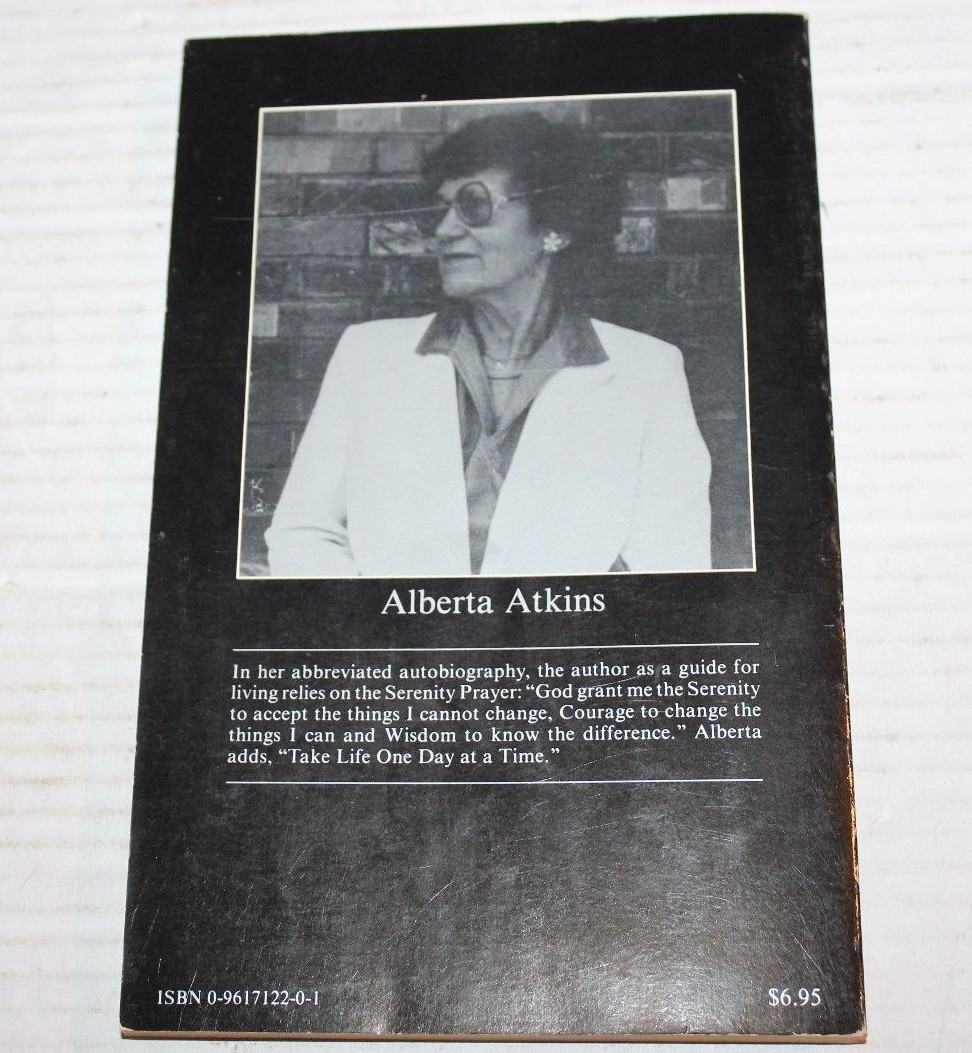 Alberta Atkins
In her abbreviated autobiography, the author as a guide for
living relies on the Serenity Prayer: “God grant me the Serenity
to accept the things I cannot change, Courage to change the
things I can and Wisdom to know the difference.” Alberta
adds, “Take Life One Day at a Time.”
ISBN 0-9617122-0-1
$6.95